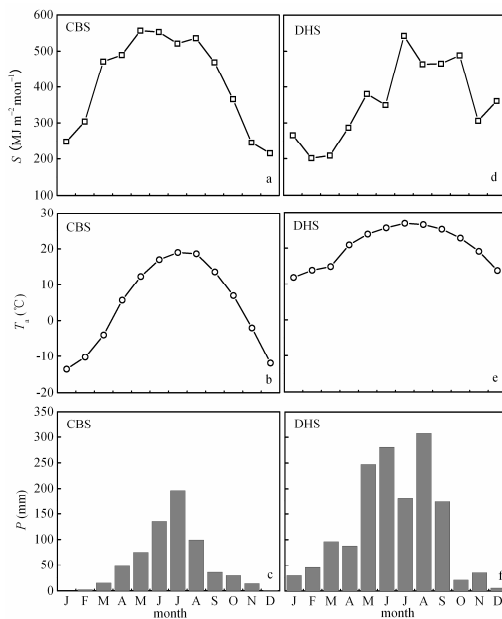 600
500
400
300
200
100
S (MJ m⁻² mon⁻¹)
CBS
a
DHS
d
30
20
10
0
-10
-20
Tₐ (℃)
CBS
b
DHS
e
350
300
250
200
150
100
50
0
P (mm)
CBS
c
DHS
f
J F M A M J J A S O N D
J F M A M J J A S O N D
month
month